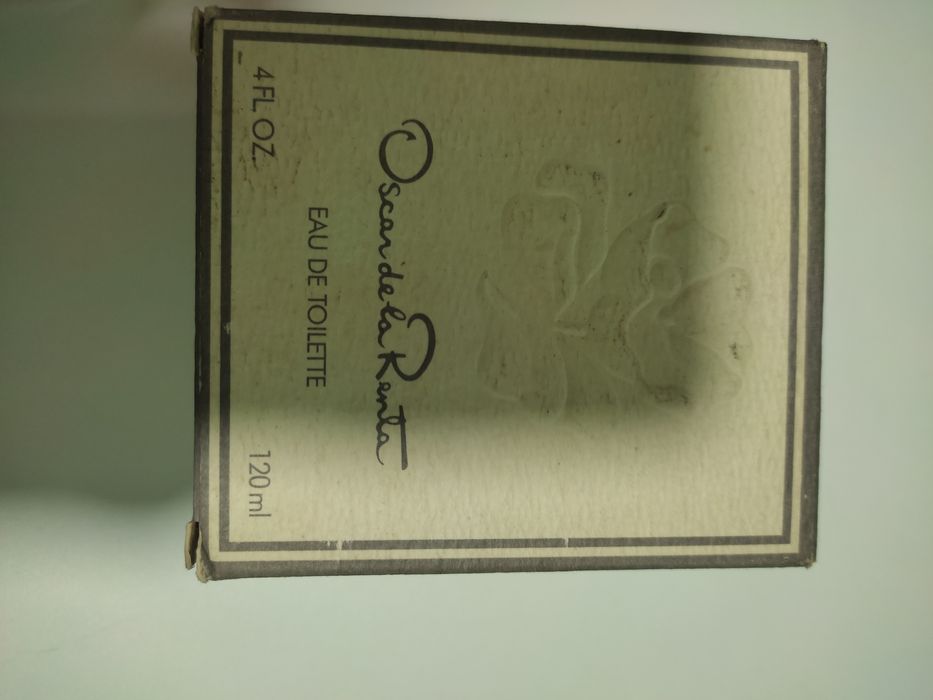 Oscar de la Renta
EAU DE TOILETTE
4 FL OZ. 120 ml